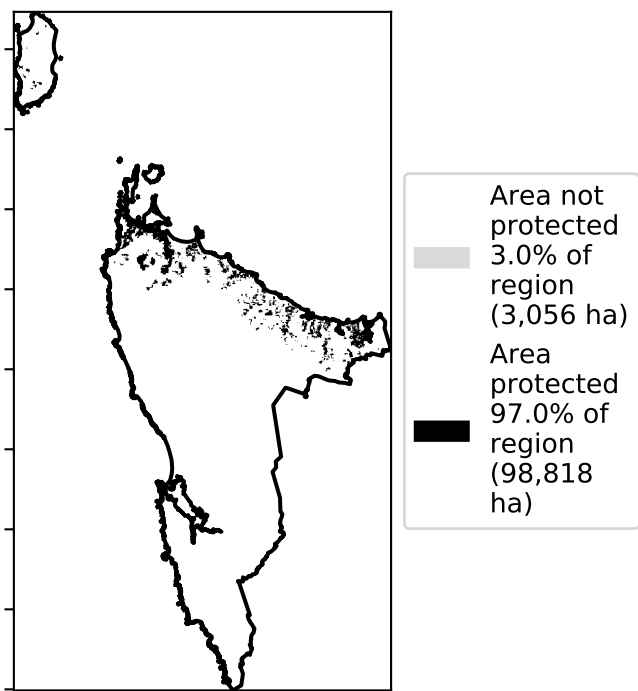 Area not
protected
3.0% of
region
(3,056 ha)
Area
protected
97.0% of
region
(98,818
ha)